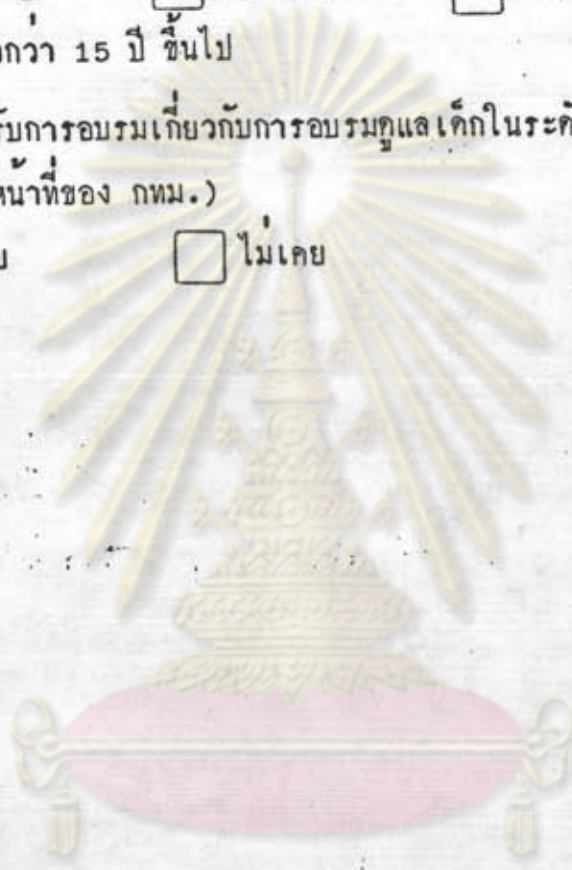 กว่า 15 ปี ขึ้นไป
รับการอบรมเกี่ยวกับการอบรมดูแลเด็กในระดั
หน้าที่ของ กทม.)
ไม่เคย